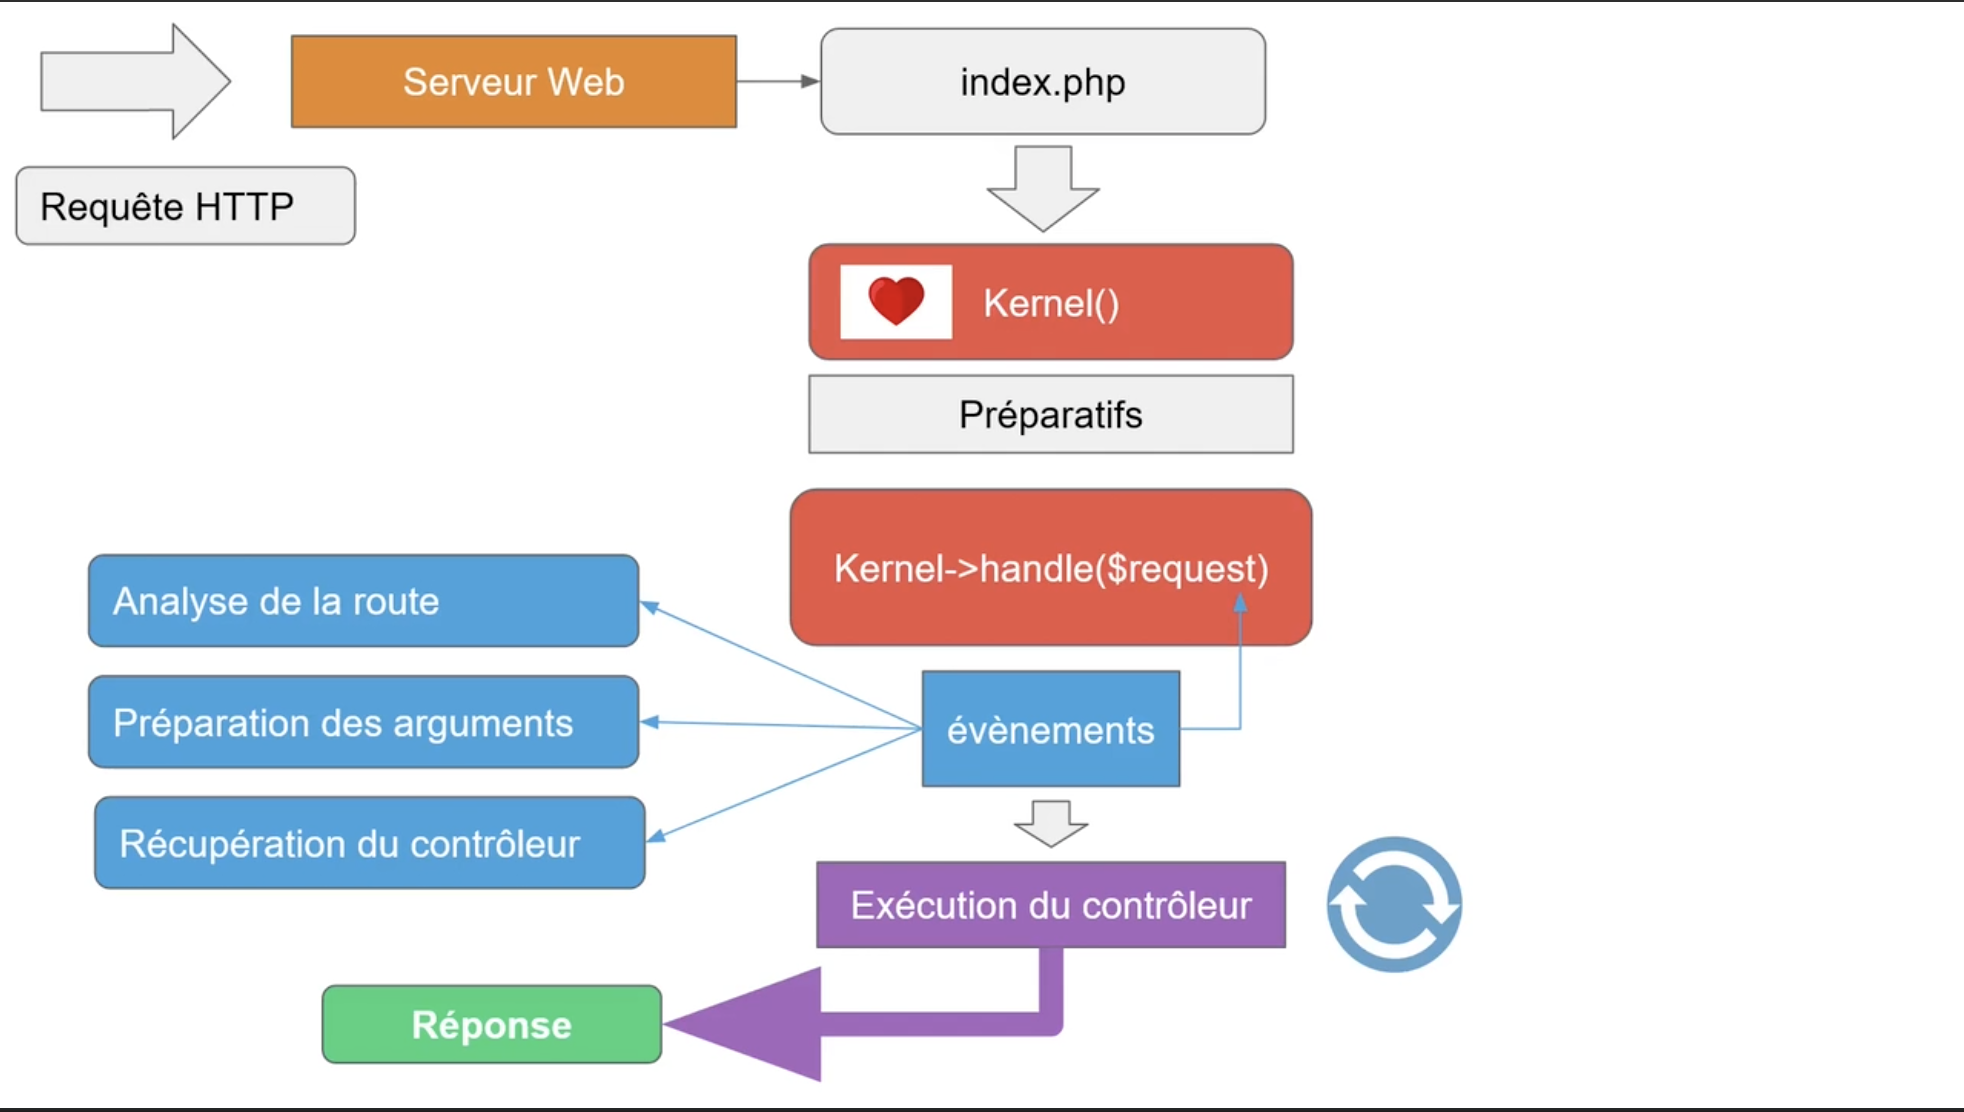 Serveur Web
index.php
Requête HTTP
Kernel()
Préparatifs
Kernel->handle($request)
Analyse de la route
Préparation des arguments
évènements
Récupération du contrôleur
Exécution du contrôleur
Réponse